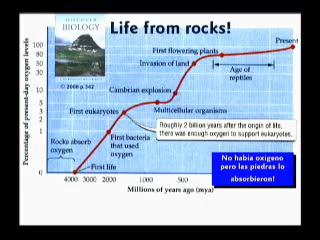 DISCOVER
BIOLOGY
Life from rocks!
© 2000 p. 342
Percentage of present-day oxygen levels
100
80
50
30
10
5
3
2
1
0
Present
First flowering plants
Invasion of land
Age of
reptiles
Cambrian explosion
First eukaryotes
Multicellular organisms
Roughly 2 billion years after the origin of life,
there was enough oxygen to support eukaryotes.
First bacteria
that used
oxygen
Rocks absorb
oxygen
First life
No habia oxigeno
pero las piedras lo
absorbieron!
4000 3000 2000 1000 500
Millions of years ago (mya)